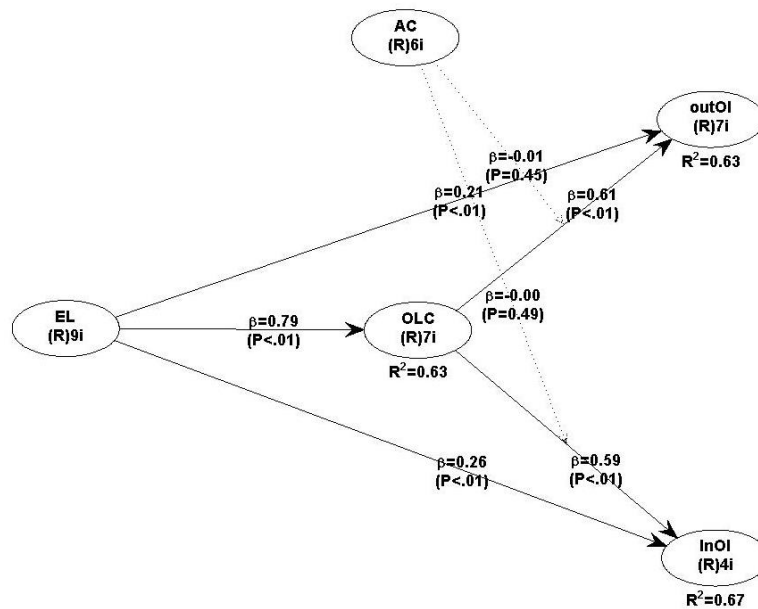 AC
(R)6i
outOI
(R)7i
R²=0.63
β=-0.01
(P=0.45)
β=0.21
(P<.01)
β=0.61
(P<.01)
β=-0.00
(P=0.49)
EL
(R)9i
β=0.79
(P<.01)
OLC
(R)7i
R²=0.63
β=0.26
(P<.01)
β=0.59
(P<.01)
InOI
(R)4i
R²=0.67